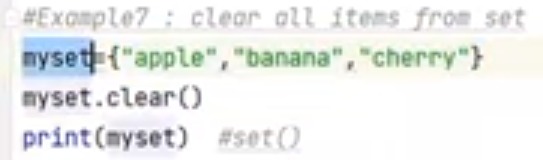 #Example7 : clear all items from set
myset={"apple","banana","cherry"}
myset.clear()
print(myset)  #set()